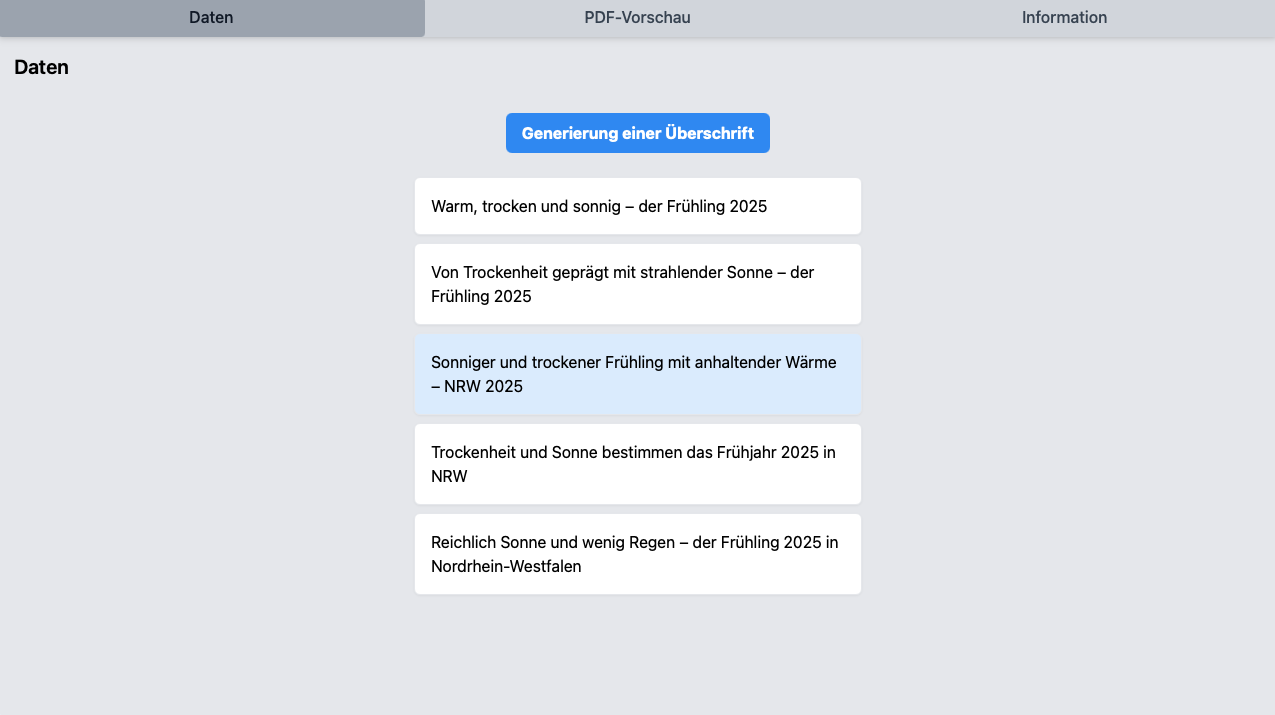 Daten
PDF-Vorschau
Information
Daten
Generierung einer Überschrift
Warm, trocken und sonnig – der Frühling 2025
Von Trockenheit geprägt mit strahlender Sonne – der
Frühling 2025
Sonniger und trockener Frühling mit anhaltender Wärme
– NRW 2025
Trockenheit und Sonne bestimmen das Frühjahr 2025 in
NRW
Reichlich Sonne und wenig Regen – der Frühling 2025 in
Nordrhein-Westfalen